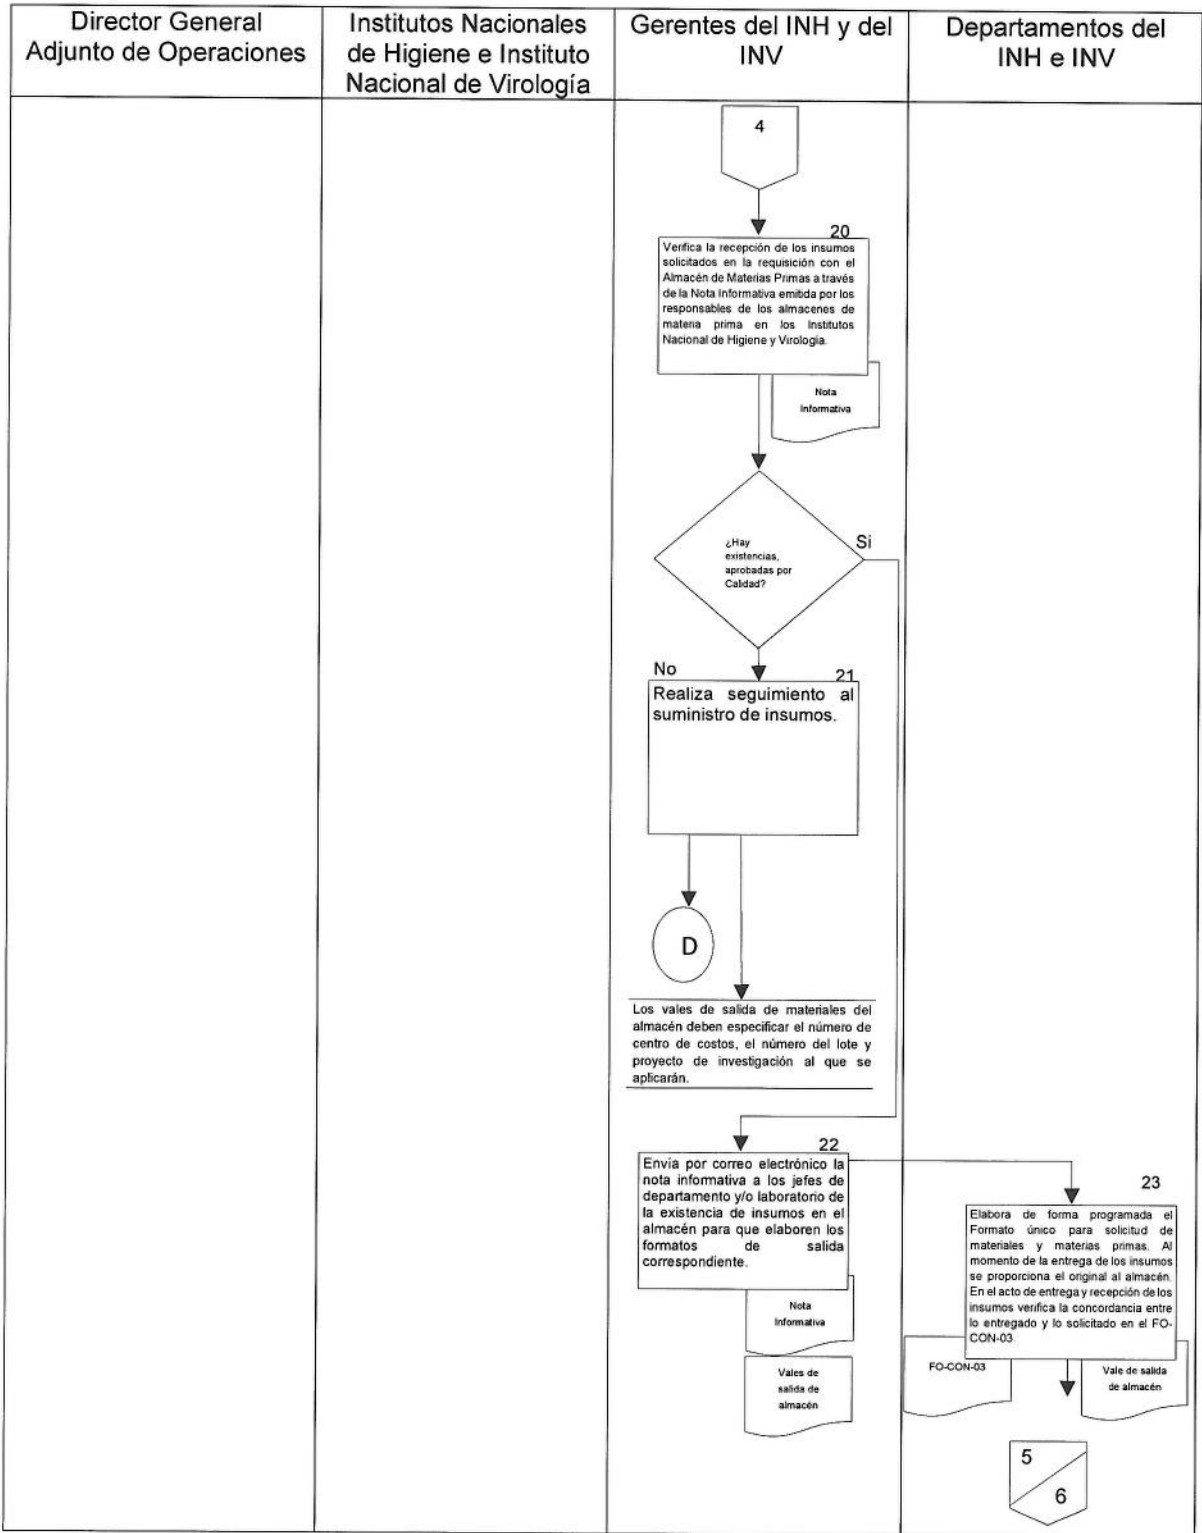 Director General
Adjunto de Operaciones
Institutos Nacionales
de Higiene e Instituto
Nacional de Virología
Gerentes del INH y del
INV
Departamentos del
INH e INV
4
20
Verifica la recepción de los insumos
solicitados en la requisición con el
Almacén de Materias Primas a través
de la Nota Informativa emitida por los
responsables de los almacenes de
materia prima en los Institutos
Nacional de Higiene y Virología.
Nota
Informativa
¿Hay
existencias,
aprobadas por
Calidad?
Si
No
21
Realiza seguimiento al
suministro de insumos.
D
Los vales de salida de materiales del
almacén deben especificar el número de
centro de costos, el número del lote y
proyecto de investigación al que se
aplicarán.
22
Envia por correo electrónico la
nota informativa a los jefes de
departamento y/o laboratorio de
la existencia de insumos en el
almacén para que elaboren los
formatos de salida
correspondiente.
Nota
Informativa
Vales de
salida de
almacén
23
Elabora de forma programada el
Formato único para solicitud de
materiales y materias primas. Al
momento de la entrega de los insumos
se proporciona el original al almacén.
En el acto de entrega y recepción de los
insumos verifica la concordancia entre
lo entregado y lo solicitado en el FO-
CON-03
FO-CON-03
Vale de salida
de almacén
5
6